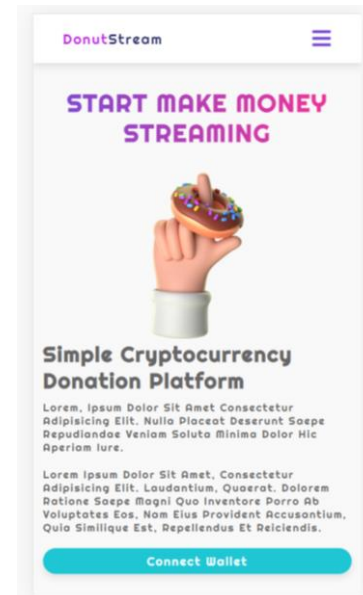 DonutStream
START MAKE MONEY
STREAMING
Simple Cryptocurrency
Donation Platform
Lorem, Ipsum Dolor Sit Amet Consectetur
Adipisicing Elit. Nulla Placeat Deserunt Saepe
Repudiandae Veniam Soluta Minima Dolor Hic
Aperiam Iure.
Lorem Ipsum Dolor Sit Amet, Consectetur
Adipisicing Elit. Laudantium, Quaerat. Dolorem
Ratione Saepe Magni Quo Inventore Porro Ab
Voluptates Eos, Nam Eius Provident Accusantium,
Quia Similique Est, Repellendus Et Reiciendis.
Connect Wallet